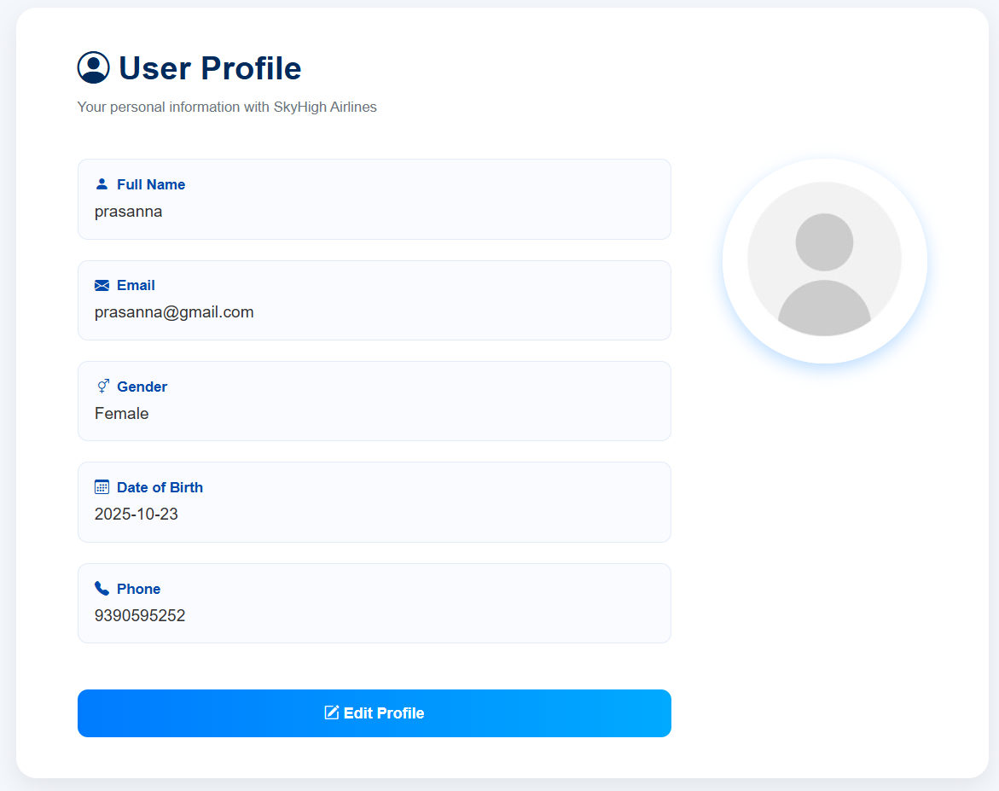 User Profile
Your personal information with SkyHigh Airlines
Full Name
prasanna
Email
prasanna@gmail.com
Gender
Female
Date of Birth
2025-10-23
Phone
9390595252
Edit Profile